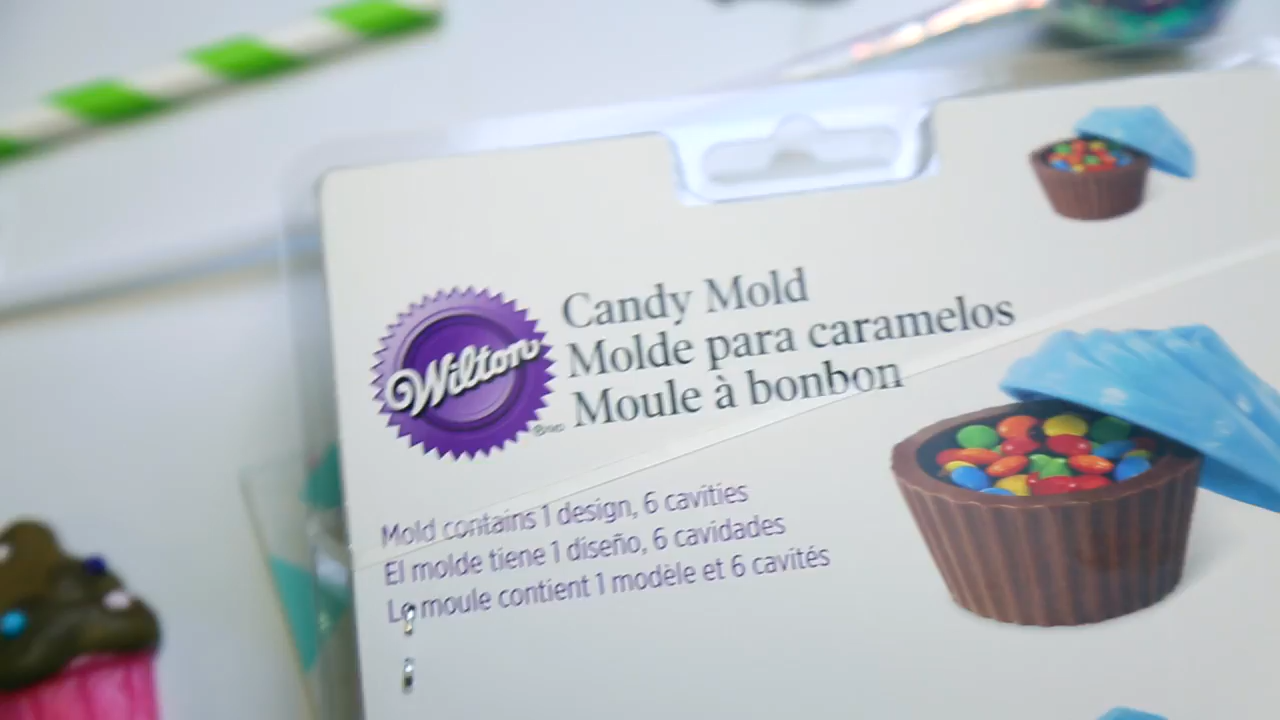 Wilton
Candy Mold
Molde para caramelos
Moule à bonbon
Mold contains 1 design, 6 cavities
El molde tiene 1 diseño, 6 cavidades
Le moule contient 1 modèle et 6 cavités